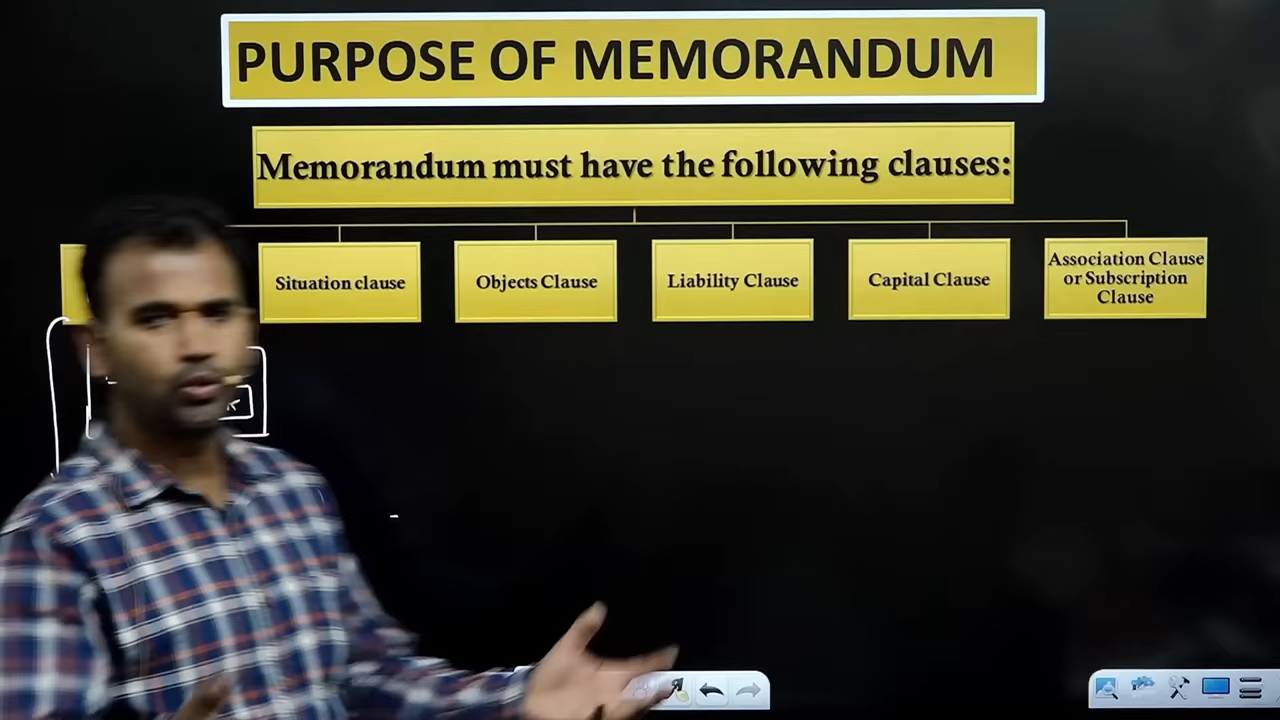 PURPOSE OF MEMORANDUM
Memorandum must have the following clauses:
Situation clause
Objects Clause
Liability Clause
Capital Clause
Association Clause
or Subscription
Clause